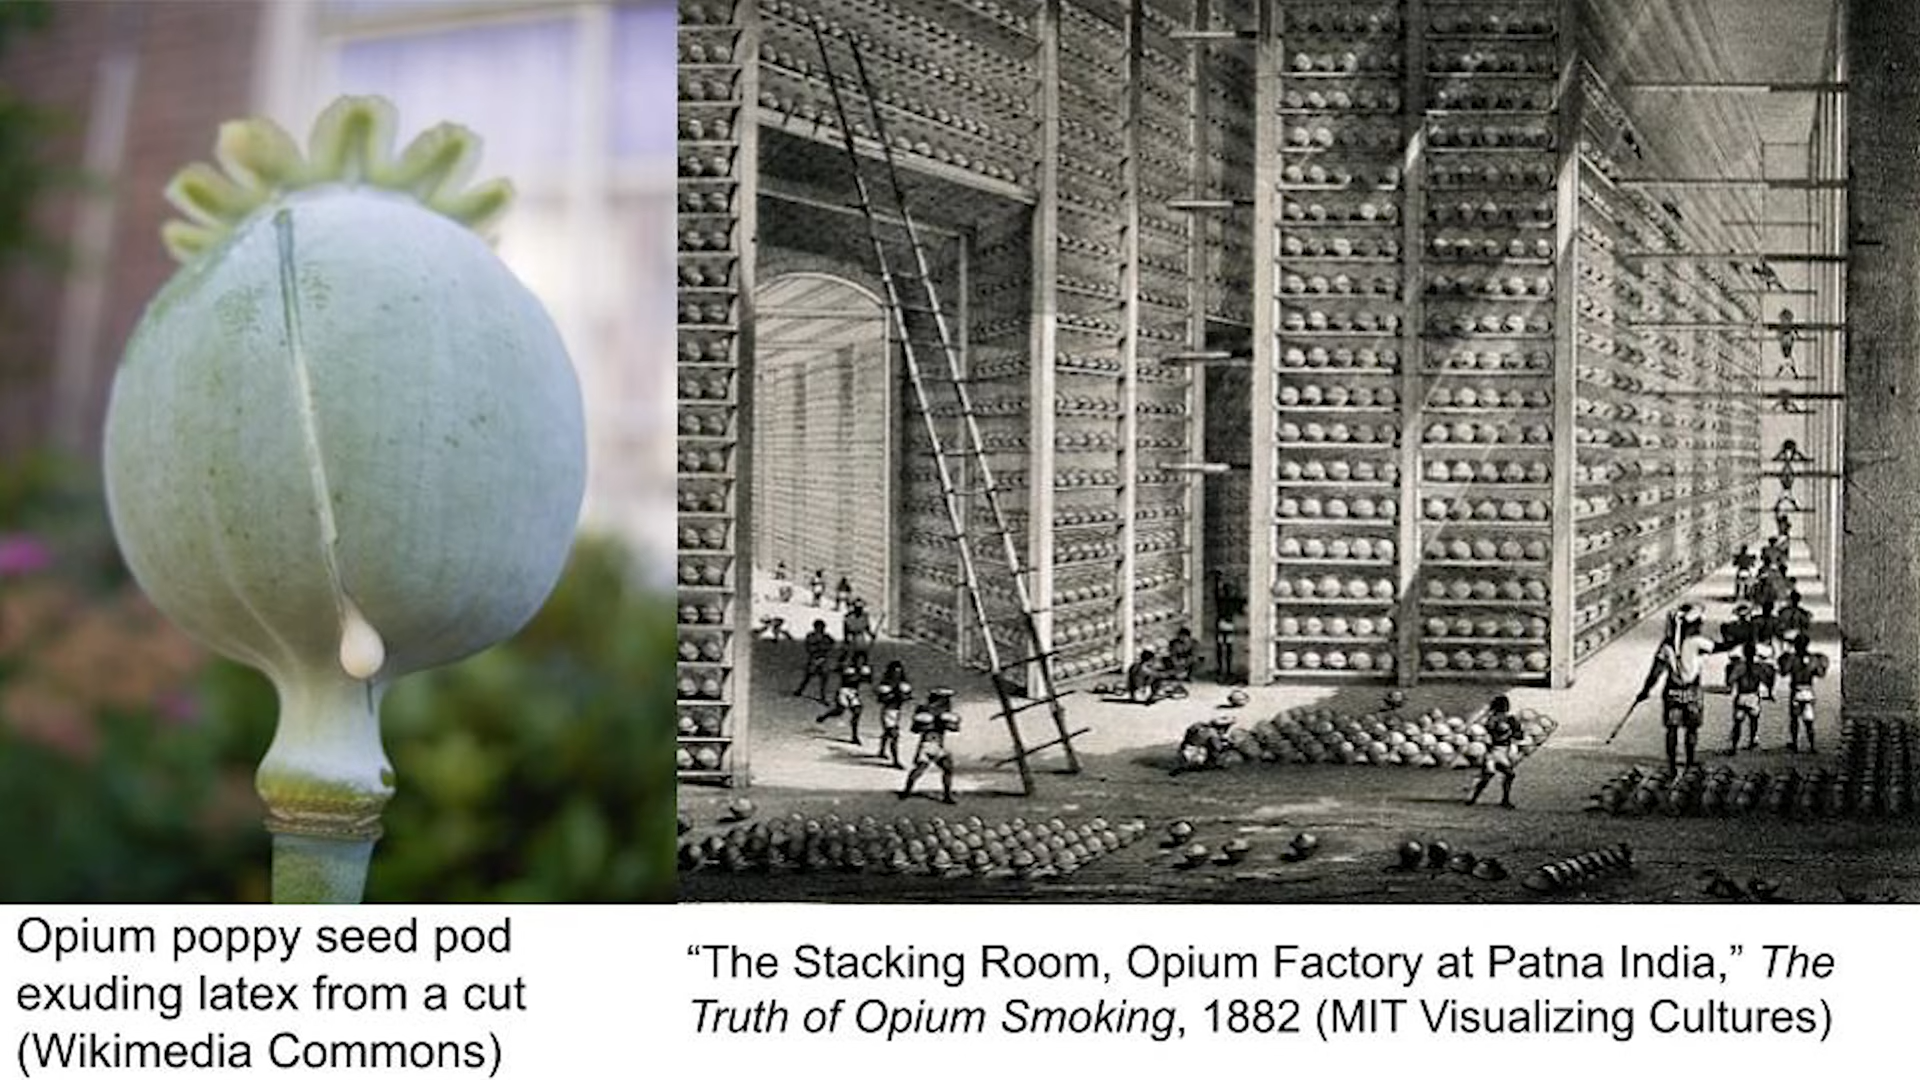 Opium poppy seed pod
exuding latex from a cut
(Wikimedia Commons)
“The Stacking Room, Opium Factory at Patna India,” The
Truth of Opium Smoking, 1882 (MIT Visualizing Cultures)